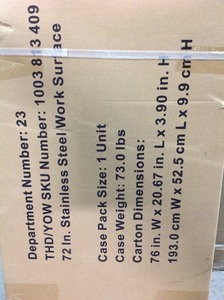 Department Number: 23
THD/YOW SKU Number: 1003 813 409
72 In. Stainless Steel Work Surface
Case Pack Size: 1 Unit
Case Weight: 73.0 lbs
Carton Dimensions:
76 in. W x 20.67 in. L x 3.90 in. H
193.0 cm W x 52.5 cm L x 9.9 cm H